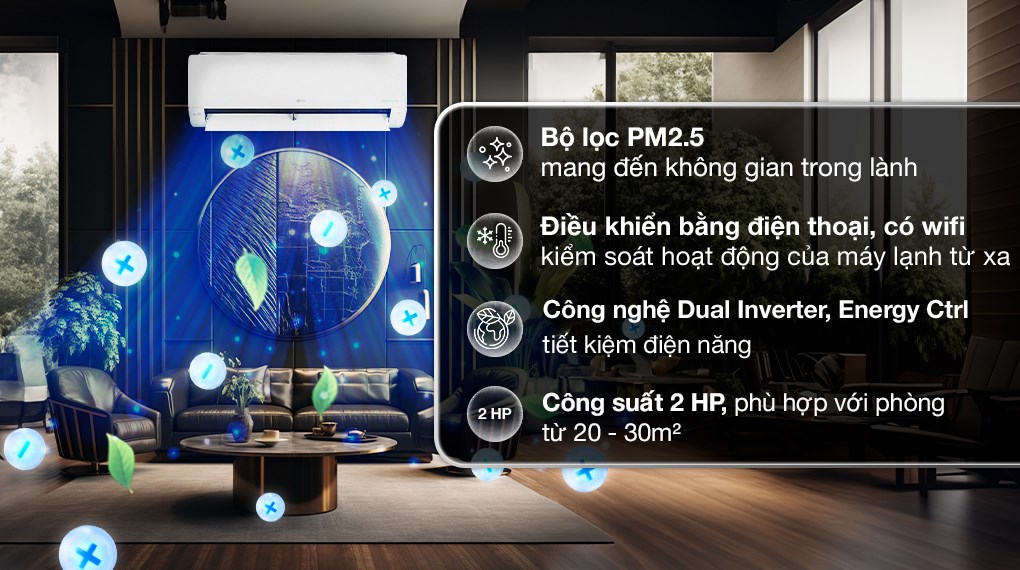 Bộ lọc PM2.5
mang đến không gian trong lành
Điều khiển bằng điện thoại, có wifi
kiểm soát hoạt động của máy lạnh từ xa
Công nghệ Dual Inverter, Energy Ctrl
tiết kiệm điện năng
2 HP
Công suất 2 HP, phù hợp với phòng
từ 20 - 30m²